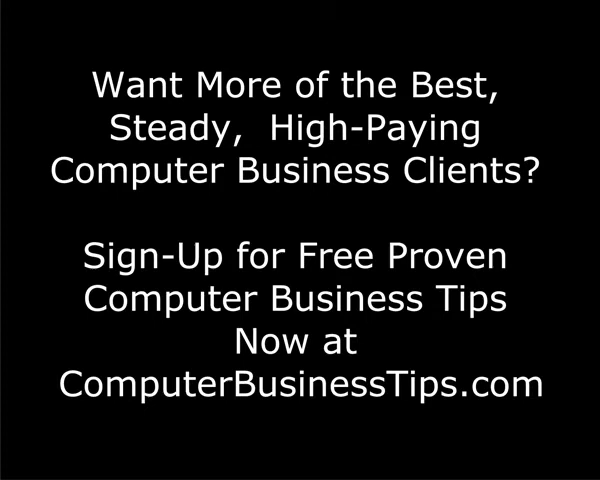 Want More of the Best,
Steady,  High-Paying
Computer Business Clients?
Sign-Up for Free Proven
Computer Business Tips
Now at
ComputerBusinessTips.com